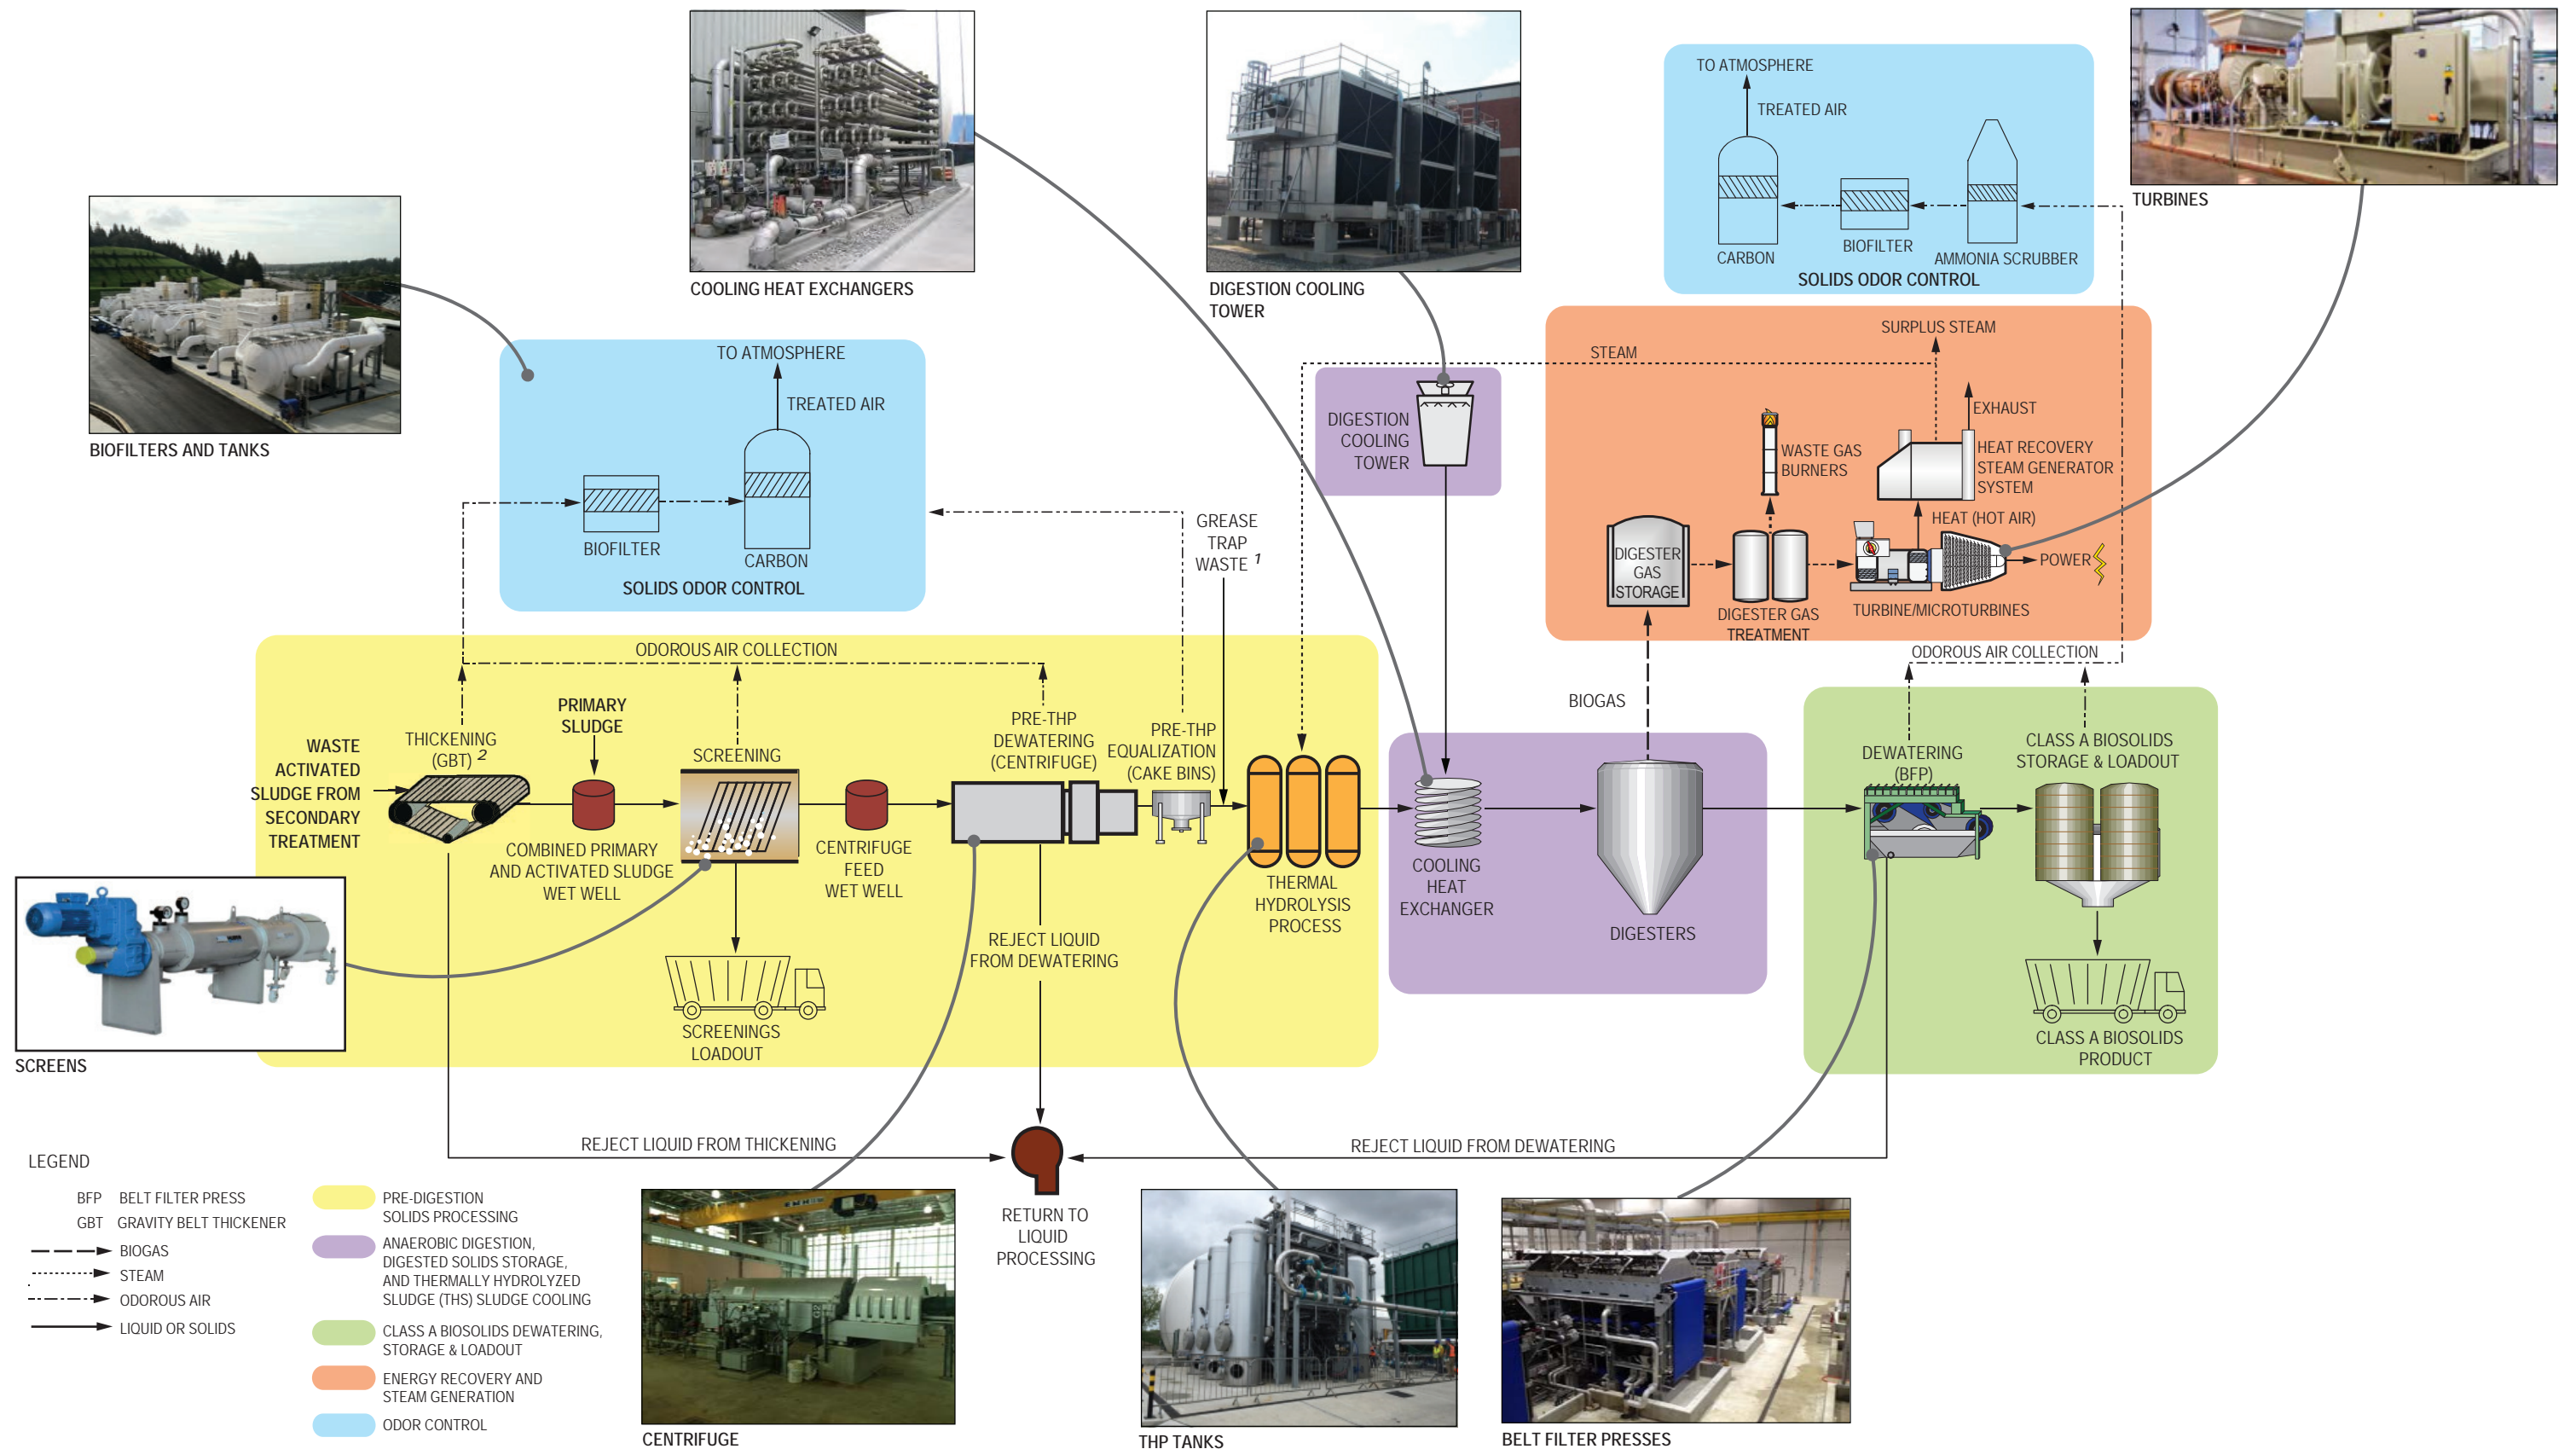 COOLING HEAT EXCHANGERS
DIGESTION COOLING
TOWER
TURBINES
BIOFILTERS AND TANKS
TO ATMOSPHERE
TREATED AIR
CARBON
BIOFILTER
AMMONIA SCRUBBER
SOLIDS ODOR CONTROL
TO ATMOSPHERE
TREATED AIR
BIOFILTER
CARBON
SOLIDS ODOR CONTROL
DIGESTION
COOLING
TOWER
STEAM
SURPLUS STEAM
EXHAUST
WASTE GAS
BURNERS
HEAT RECOVERY
STEAM GENERATOR
SYSTEM
HEAT (HOT AIR)
POWER
DIGESTER
GAS
STORAGE
DIGESTER GAS
TREATMENT
TURBINE/MICROTURBINES
GREASE
TRAP
WASTE 1
ODOROUS AIR COLLECTION
ODOROUS AIR COLLECTION
BIOGAS
WASTE
ACTIVATED
SLUDGE FROM
SECONDARY
TREATMENT
THICKENING
(GBT) 2
PRIMARY
SLUDGE
COMBINED PRIMARY
AND ACTIVATED SLUDGE
WET WELL
SCREENING
SCREENINGS
LOADOUT
CENTRIFUGE
FEED
WET WELL
PRE-THP
DEWATERING
(CENTRIFUGE)
PRE-THP
EQUALIZATION
(CAKE BINS)
REJECT LIQUID
FROM DEWATERING
THERMAL
HYDROLYSIS
PROCESS
COOLING
HEAT
EXCHANGER
DIGESTERS
DEWATERING
(BFP)
CLASS A BIOSOLIDS
STORAGE & LOADOUT
CLASS A BIOSOLIDS
PRODUCT
SCREENS
REJECT LIQUID FROM THICKENING
REJECT LIQUID FROM DEWATERING
RETURN TO
LIQUID
PROCESSING
LEGEND
BFP BELT FILTER PRESS
GBT GRAVITY BELT THICKENER
BIOGAS
STEAM
ODOROUS AIR
LIQUID OR SOLIDS
PRE-DIGESTION
SOLIDS PROCESSING
ANAEROBIC DIGESTION,
DIGESTED SOLIDS STORAGE,
AND THERMALLY HYDROLYZED
SLUDGE (THS) SLUDGE COOLING
CLASS A BIOSOLIDS DEWATERING,
STORAGE & LOADOUT
ENERGY RECOVERY AND
STEAM GENERATION
ODOR CONTROL
CENTRIFUGE
THP TANKS
BELT FILTER PRESSES